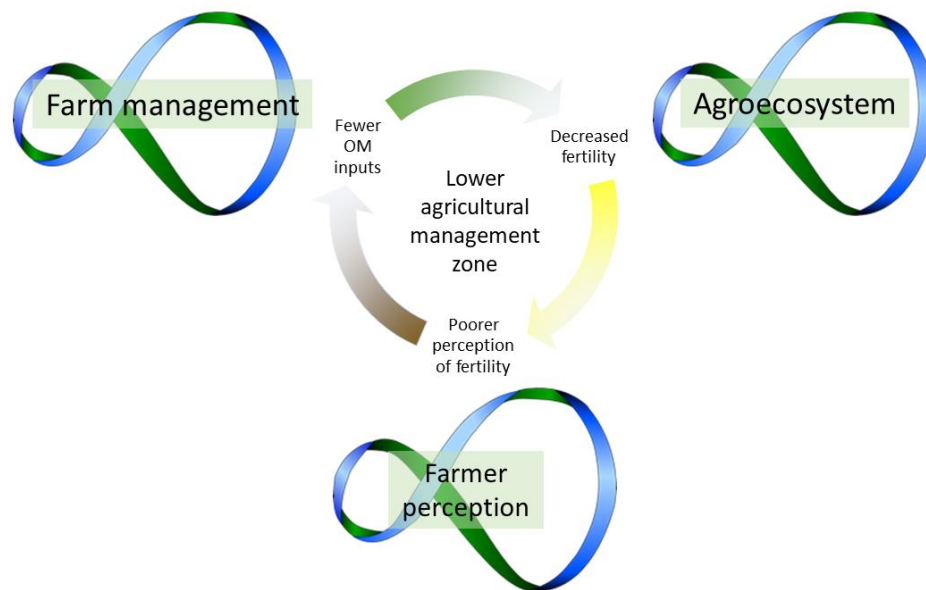 Farm management
Agroecosystem
Fewer
OM
inputs
Decreased
fertility
Lower
agricultural
management
zone
Poorer
perception
of fertility
Farmer
perception